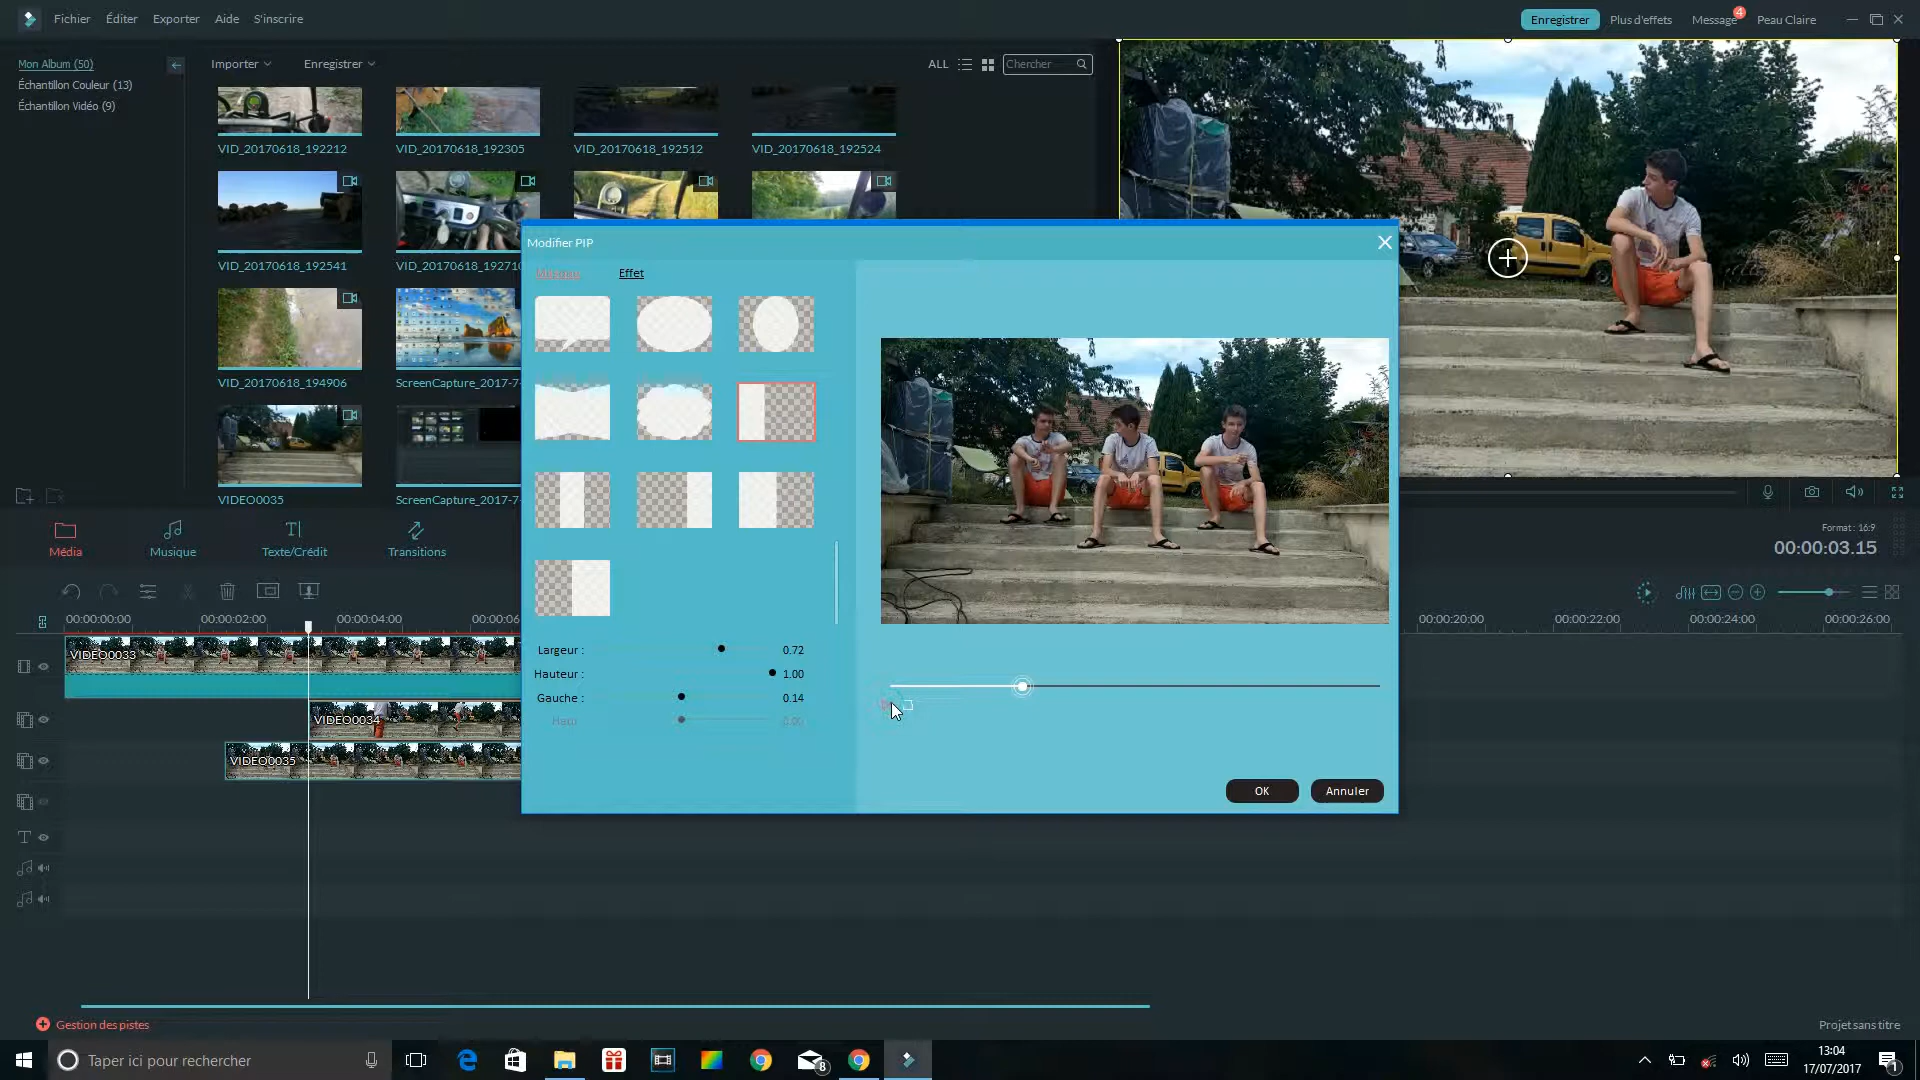 Fichier Éditer Exporter Aide S'inscrire
Enregistrer Plus d'effets Message 4 Peau Claire
Mon Album (50)
Échantillon Couleur (13)
Échantillon Vidéo (9)
Importer Enregistrer
ALL Chercher
VID_20170618_192212 VID_20170618_192305 VID_20170618_192512 VID_20170618_192524
VID_20170618_192541 VID_20170618_19271
VID_20170618_194906 ScreenCapture_2017-7-
VIDEO0035 ScreenCapture_2017-7-
Modifier PIP
Effet
Largeur : 0.72
Hauteur : 1.00
Gauche : 0.14
Haut 0.00
OK Annuler
Média Musique Texte/Crédit Transitions
Format : 16:9
00:00:03.15
00:00:00:00 00:00:02:00 00:00:04:00 00:00:06 00:00:20:00 00:00:22:00 00:00:24:00 00:00:26:00
VIDEO0033
VIDEO0034
VIDEO0035
Gestion des pistes
Projet sans titre
Taper ici pour rechercher
8
13:04
17/07/2017
1